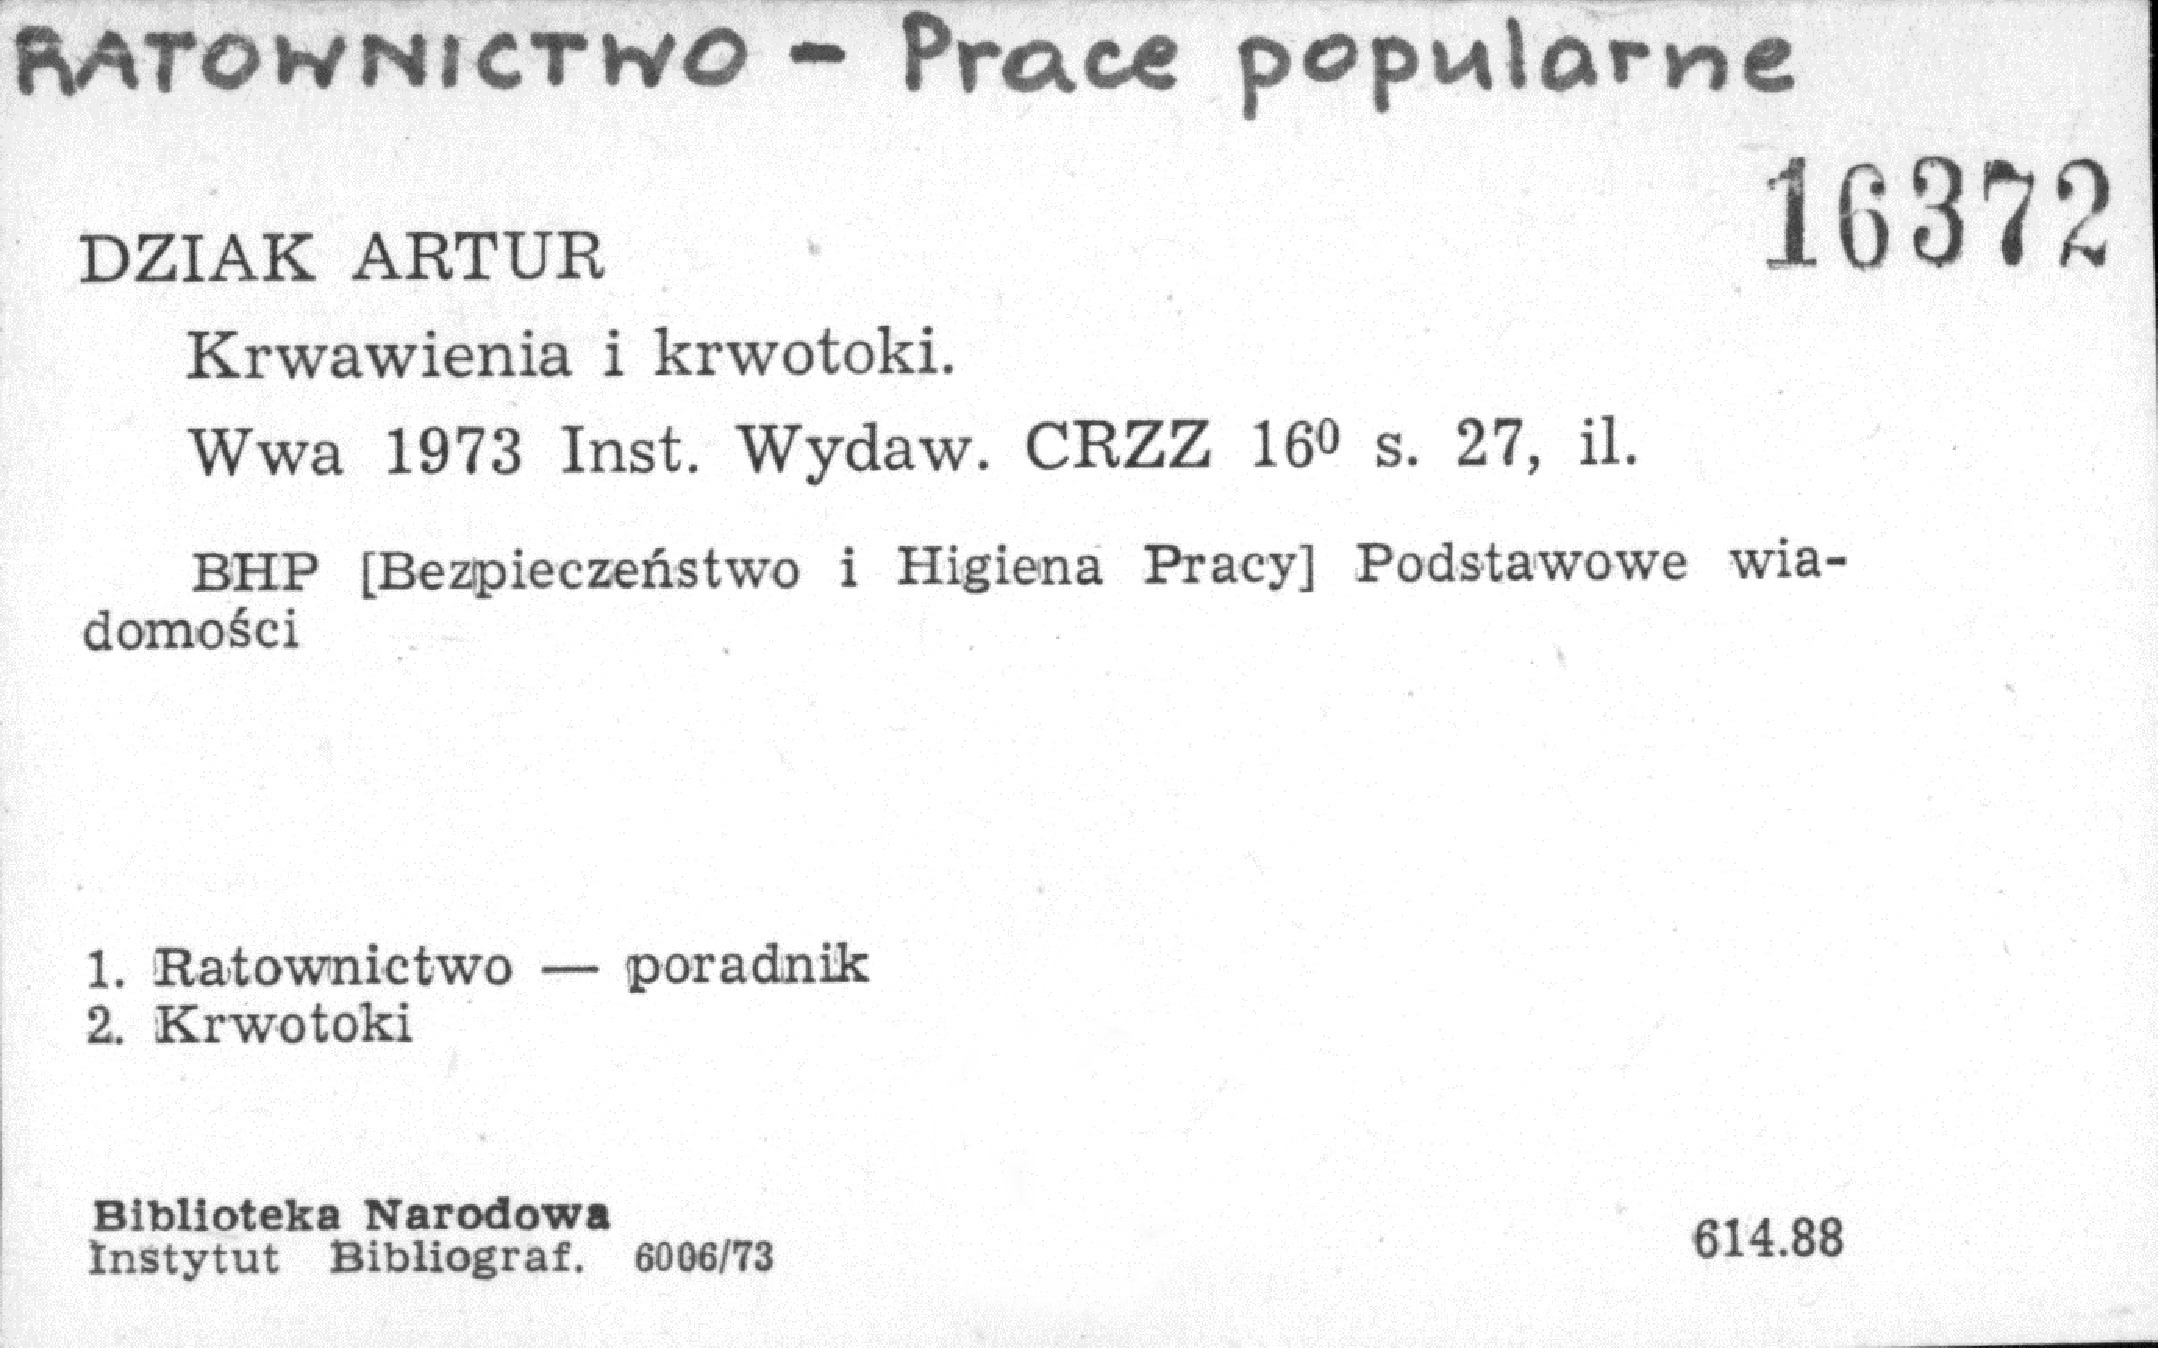 RATOWNICTWO - Prace popularne
16372
DZIAK ARTUR
Krwawienia i krwotoki.
Wwa 1973 Inst. Wydaw. CRZZ 16⁰ s. 27, il.
BHP [Bezpieczeństwo i Higiena Pracy] Podstawowe wia-
domości
1. Ratownictwo — poradnik
2. Krwotoki
Biblioteka Narodowa
Instytut Bibliograf. 6006/73
614.88